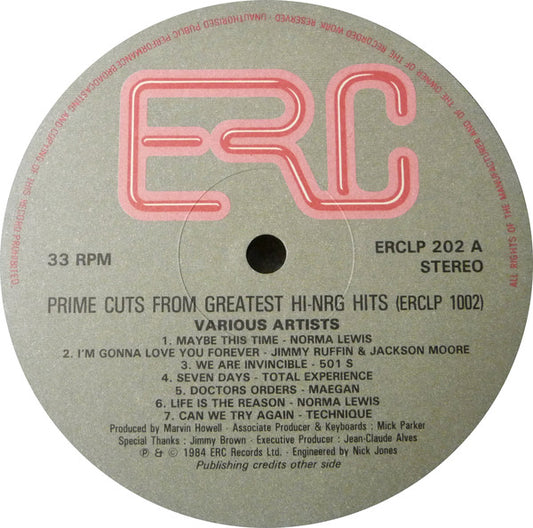 ALL RIGHTS OF THE MANUFACTURER AND OF THE OWNER OF THE RECORDED WORK RESERVED - UNAUTHORISED PUBLIC PERFORMANCE BROADCASTING AND COPYING OF THIS RECORD PROHIBITED.
ERC
33 RPM
ERCLP 202 A
STEREO
PRIME CUTS FROM GREATEST HI-NRG HITS (ERCLP 1002)
VARIOUS ARTISTS
1. MAYBE THIS TIME - NORMA LEWIS
2. I'M GONNA LOVE YOU FOREVER - JIMMY RUFFIN & JACKSON MOORE
3. WE ARE INVINCIBLE - 501 S
4. SEVEN DAYS - TOTAL EXPERIENCE
5. DOCTORS ORDERS - MAEGAN
6. LIFE IS THE REASON - NORMA LEWIS
7. CAN WE TRY AGAIN - TECHNIQUE
Produced by Marvin Howell - Associate Producer & Keyboards : Mick Parker
Special Thanks : Jimmy Brown - Executive Producer : Jean-Claude Alves
℗ & © 1984 ERC Records Ltd. - Engineered by Nick Jones
Publishing credits other side